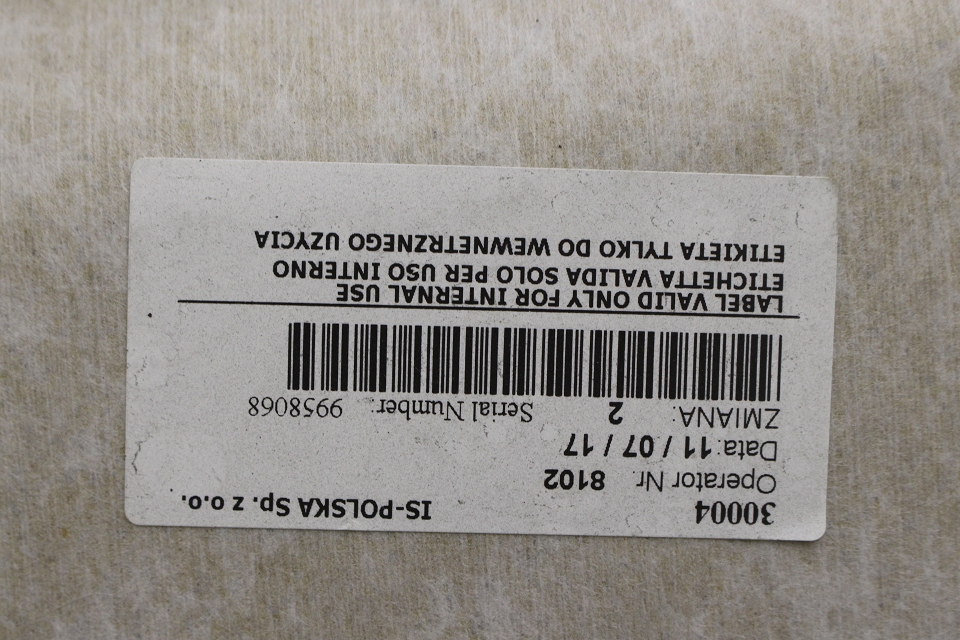 30004 IS-POLSKA Sp. z o.o.
Operator Nr 8102
Data: 11 / 07 / 17
ZMIANA: 2 Serial Number: 9958068
LABEL VALID ONLY FOR INTERNAL USE
ETICHETTA VALIDA SOLO PER USO INTERNO
ETIKIETA TYLKO DO WEWNETRZNEGO UZYCIA